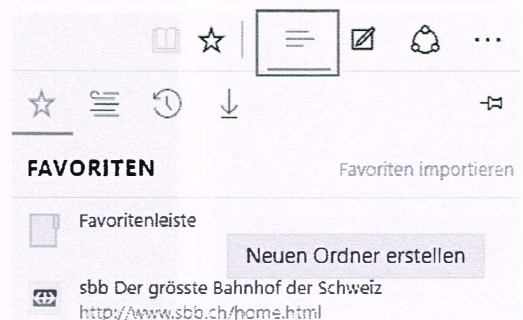 FAVORITEN Favoriten importieren
Favoritenleiste
Neuen Ordner erstellen
sbb Der grösste Bahnhof der Schweiz
http://www.sbb.ch/home.html